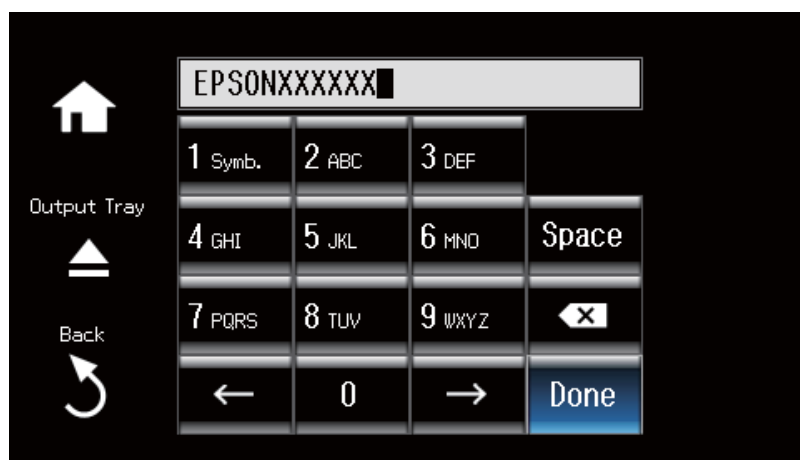 EPSONXXXXXX
1 Symb. 2 ABC 3 DEF
Output Tray
4 GHI 5 JKL 6 MNO Space
7 PQRS 8 TUV 9 WXYZ
Back
← 0 → Done